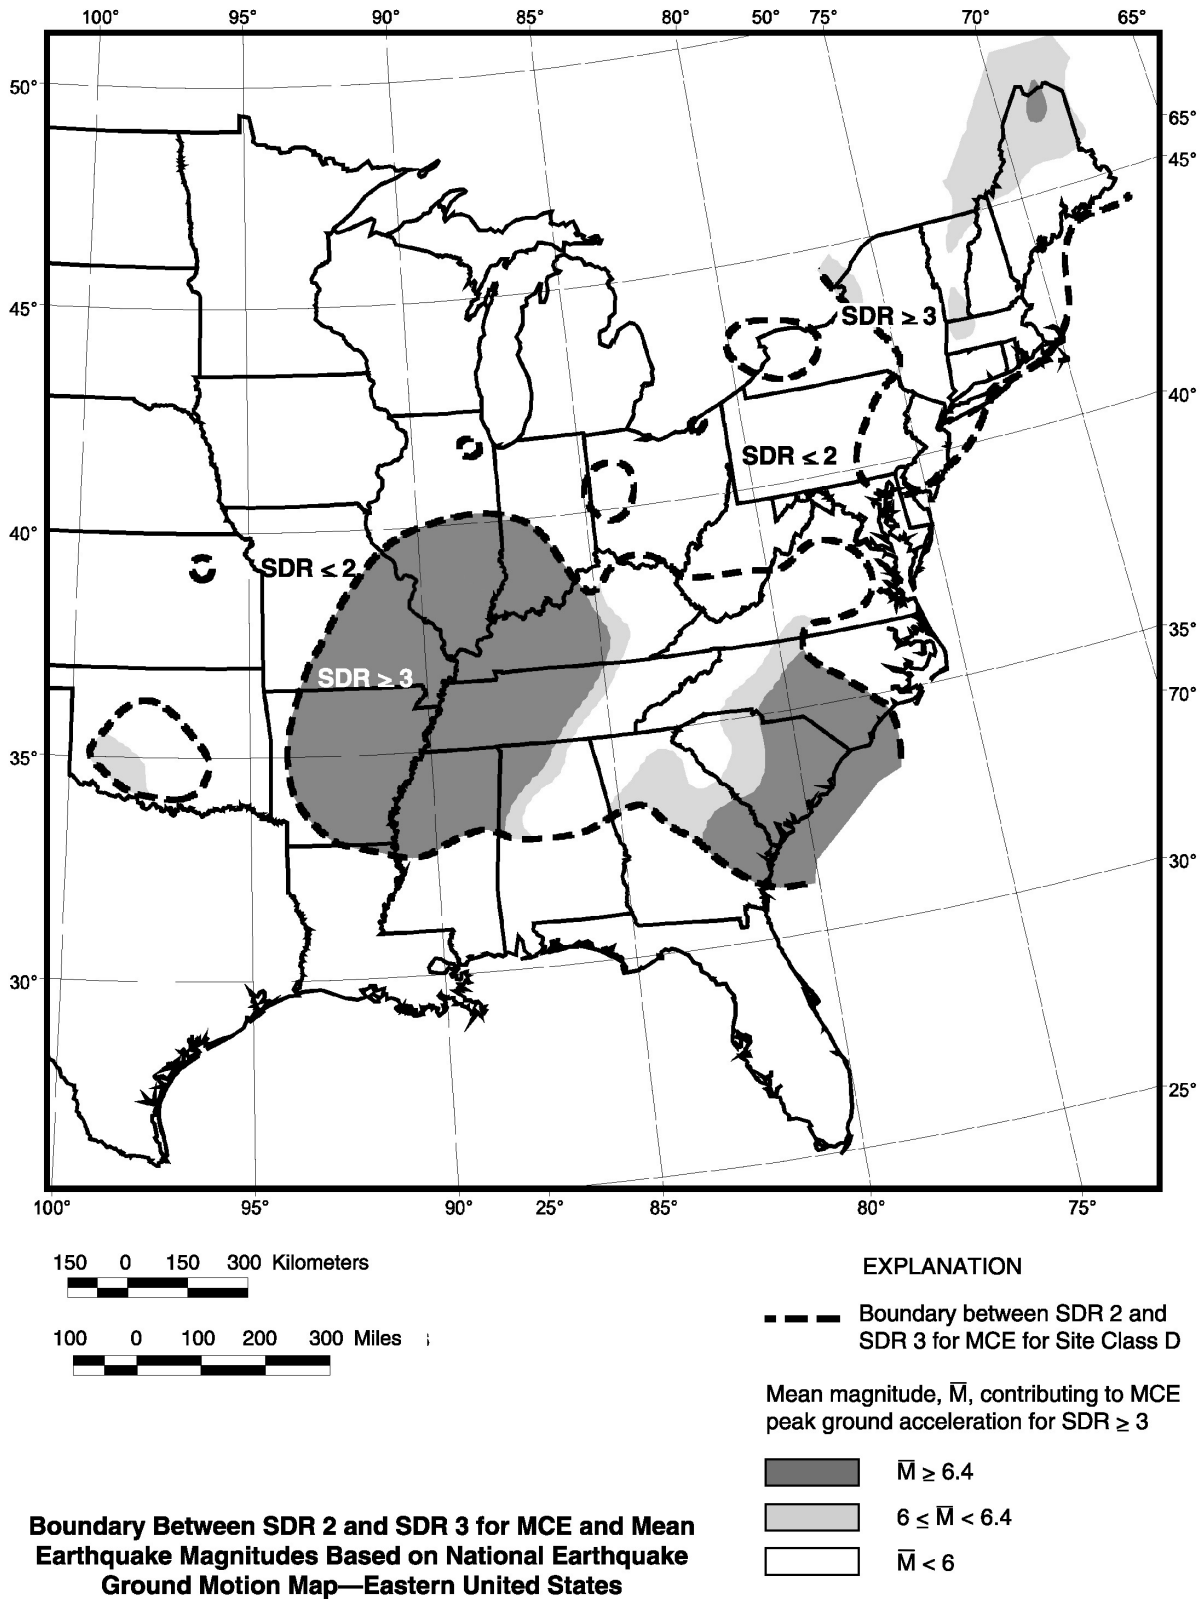 100° 95° 90° 85° 80° 50° 75° 70° 65°
50°
65°
45°
45°
SDR ≥ 3
40°
SDR ≤ 2
40°
SDR ≤ 2
35°
SDR ≥ 3
70°
35°
30°
30°
25°
100° 95° 90° 25° 85° 80° 75°
150 0 150 300 Kilometers
100 0 100 200 300 Miles
EXPLANATION
Boundary between SDR 2 and
SDR 3 for MCE for Site Class D
Mean magnitude, M̅, contributing to MCE
peak ground acceleration for SDR ≥ 3
M̅ ≥ 6.4
6 ≤ M̅ < 6.4
M̅ < 6
Boundary Between SDR 2 and SDR 3 for MCE and Mean
Earthquake Magnitudes Based on National Earthquake
Ground Motion Map—Eastern United States